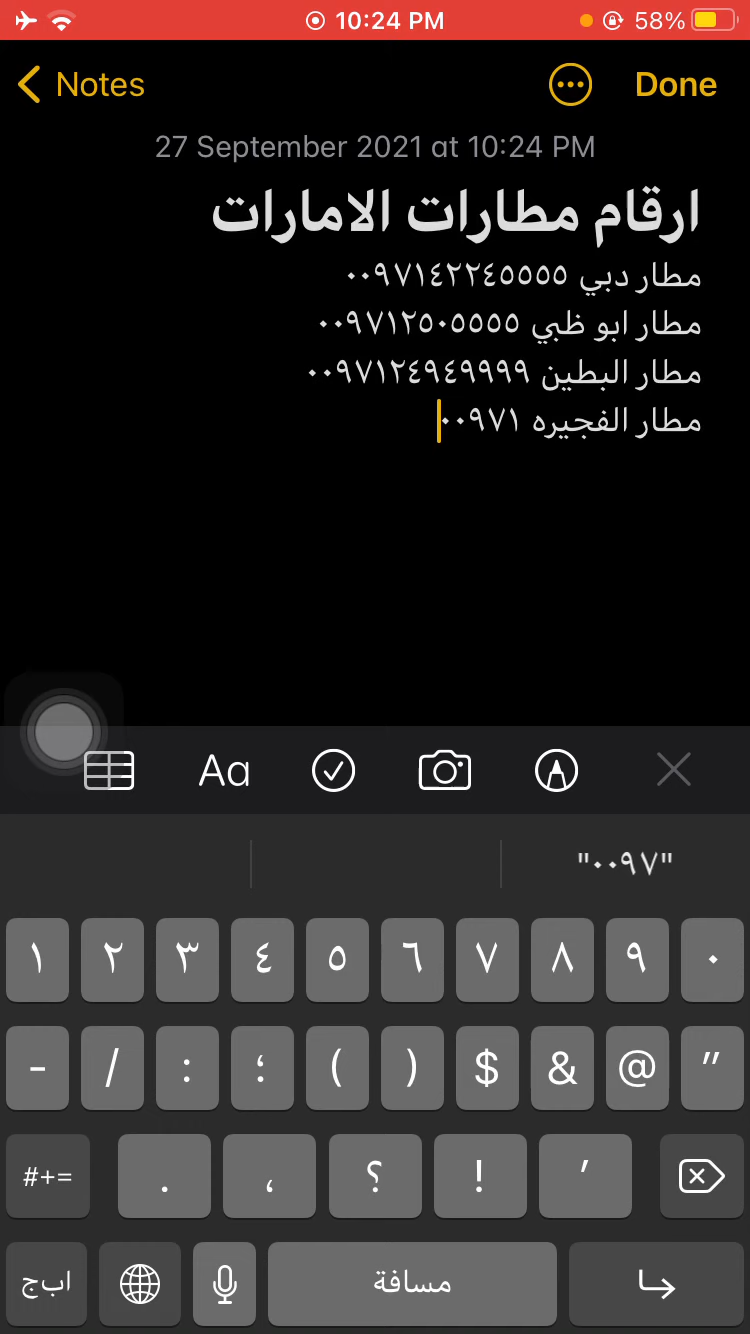 10:24 PM
58%
Notes
Done
27 September 2021 at 10:24 PM
ارقام مطارات الامارات
مطار دبي ٠٠٩٧١٤٢٢٤٥٥٥٥
مطار ابو ظبي ٠٠٩٧١٢٥٠٥٥٥٥٥
مطار البطين ٠٠٩٧١٢٤٩٤٩٩٩٩
مطار الفجيره ٠٠٩٧١
Aa
"٠٠٩٧"
١ ٢ ٣ ٤ ٥ ٦ ٧ ٨ ٩ ٠
- / : ؛ ( ) $ & @ "
#+= . ، ؟ ! '
ابج مسافة